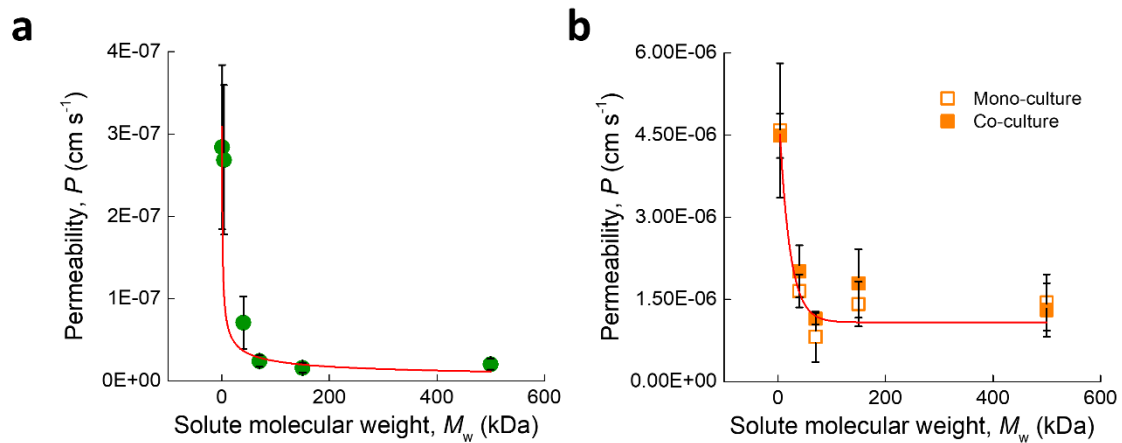 a
4E-07
3E-07
2E-07
1E-07
0E+00
Permeability, P (cm s⁻¹)
0
200
400
600
Solute molecular weight, Mw (kDa)
b
6.00E-06
4.50E-06
3.00E-06
1.50E-06
0.00E+00
Permeability, P (cm s⁻¹)
Mono-culture
Co-culture
0
200
400
600
Solute molecular weight, Mw (kDa)